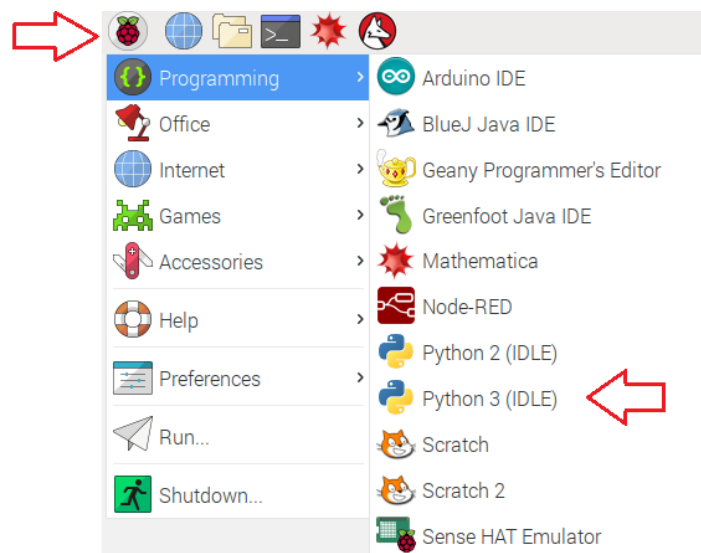 Programming
Office
Internet
Games
Accessories
Help
Preferences
Run...
Shutdown...
Arduino IDE
BlueJ Java IDE
Geany Programmer's Editor
Greenfoot Java IDE
Mathematica
Node-RED
Python 2 (IDLE)
Python 3 (IDLE)
Scratch
Scratch 2
Sense HAT Emulator